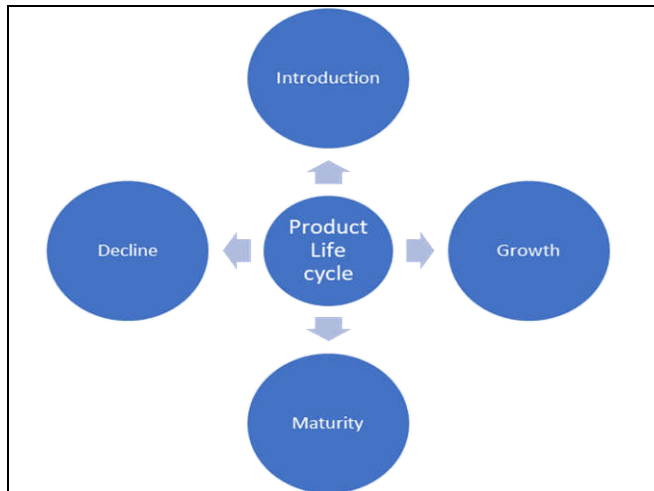 Introduction
Decline
Product
Life
cycle
Growth
Maturity